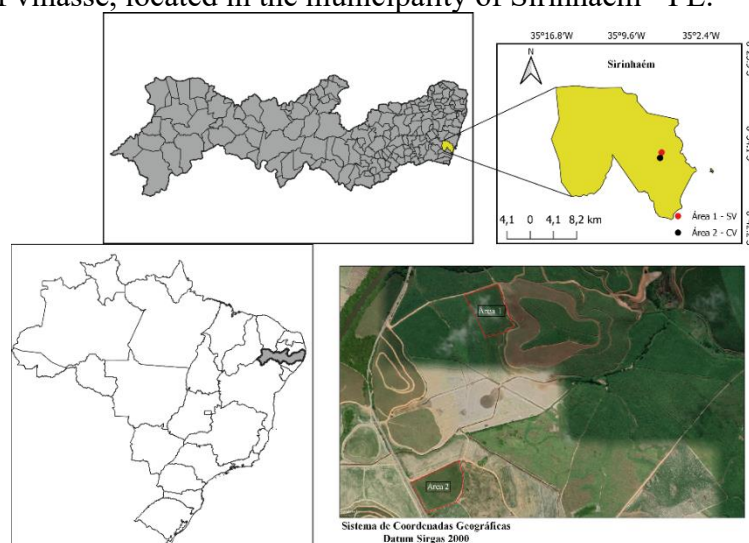 f vinasse, located in the municipality of Sirinhaém - PE.
35°16.8'W 35°9.6'W 35°2.4'W
N
Sirinhaém
4,1 0 4,1 8,2 km
Área 1 - SV
Área 2 - CV
Área 1
Área 2
Sistema de Coordenadas Geográficas
Datum Sirgas 2000